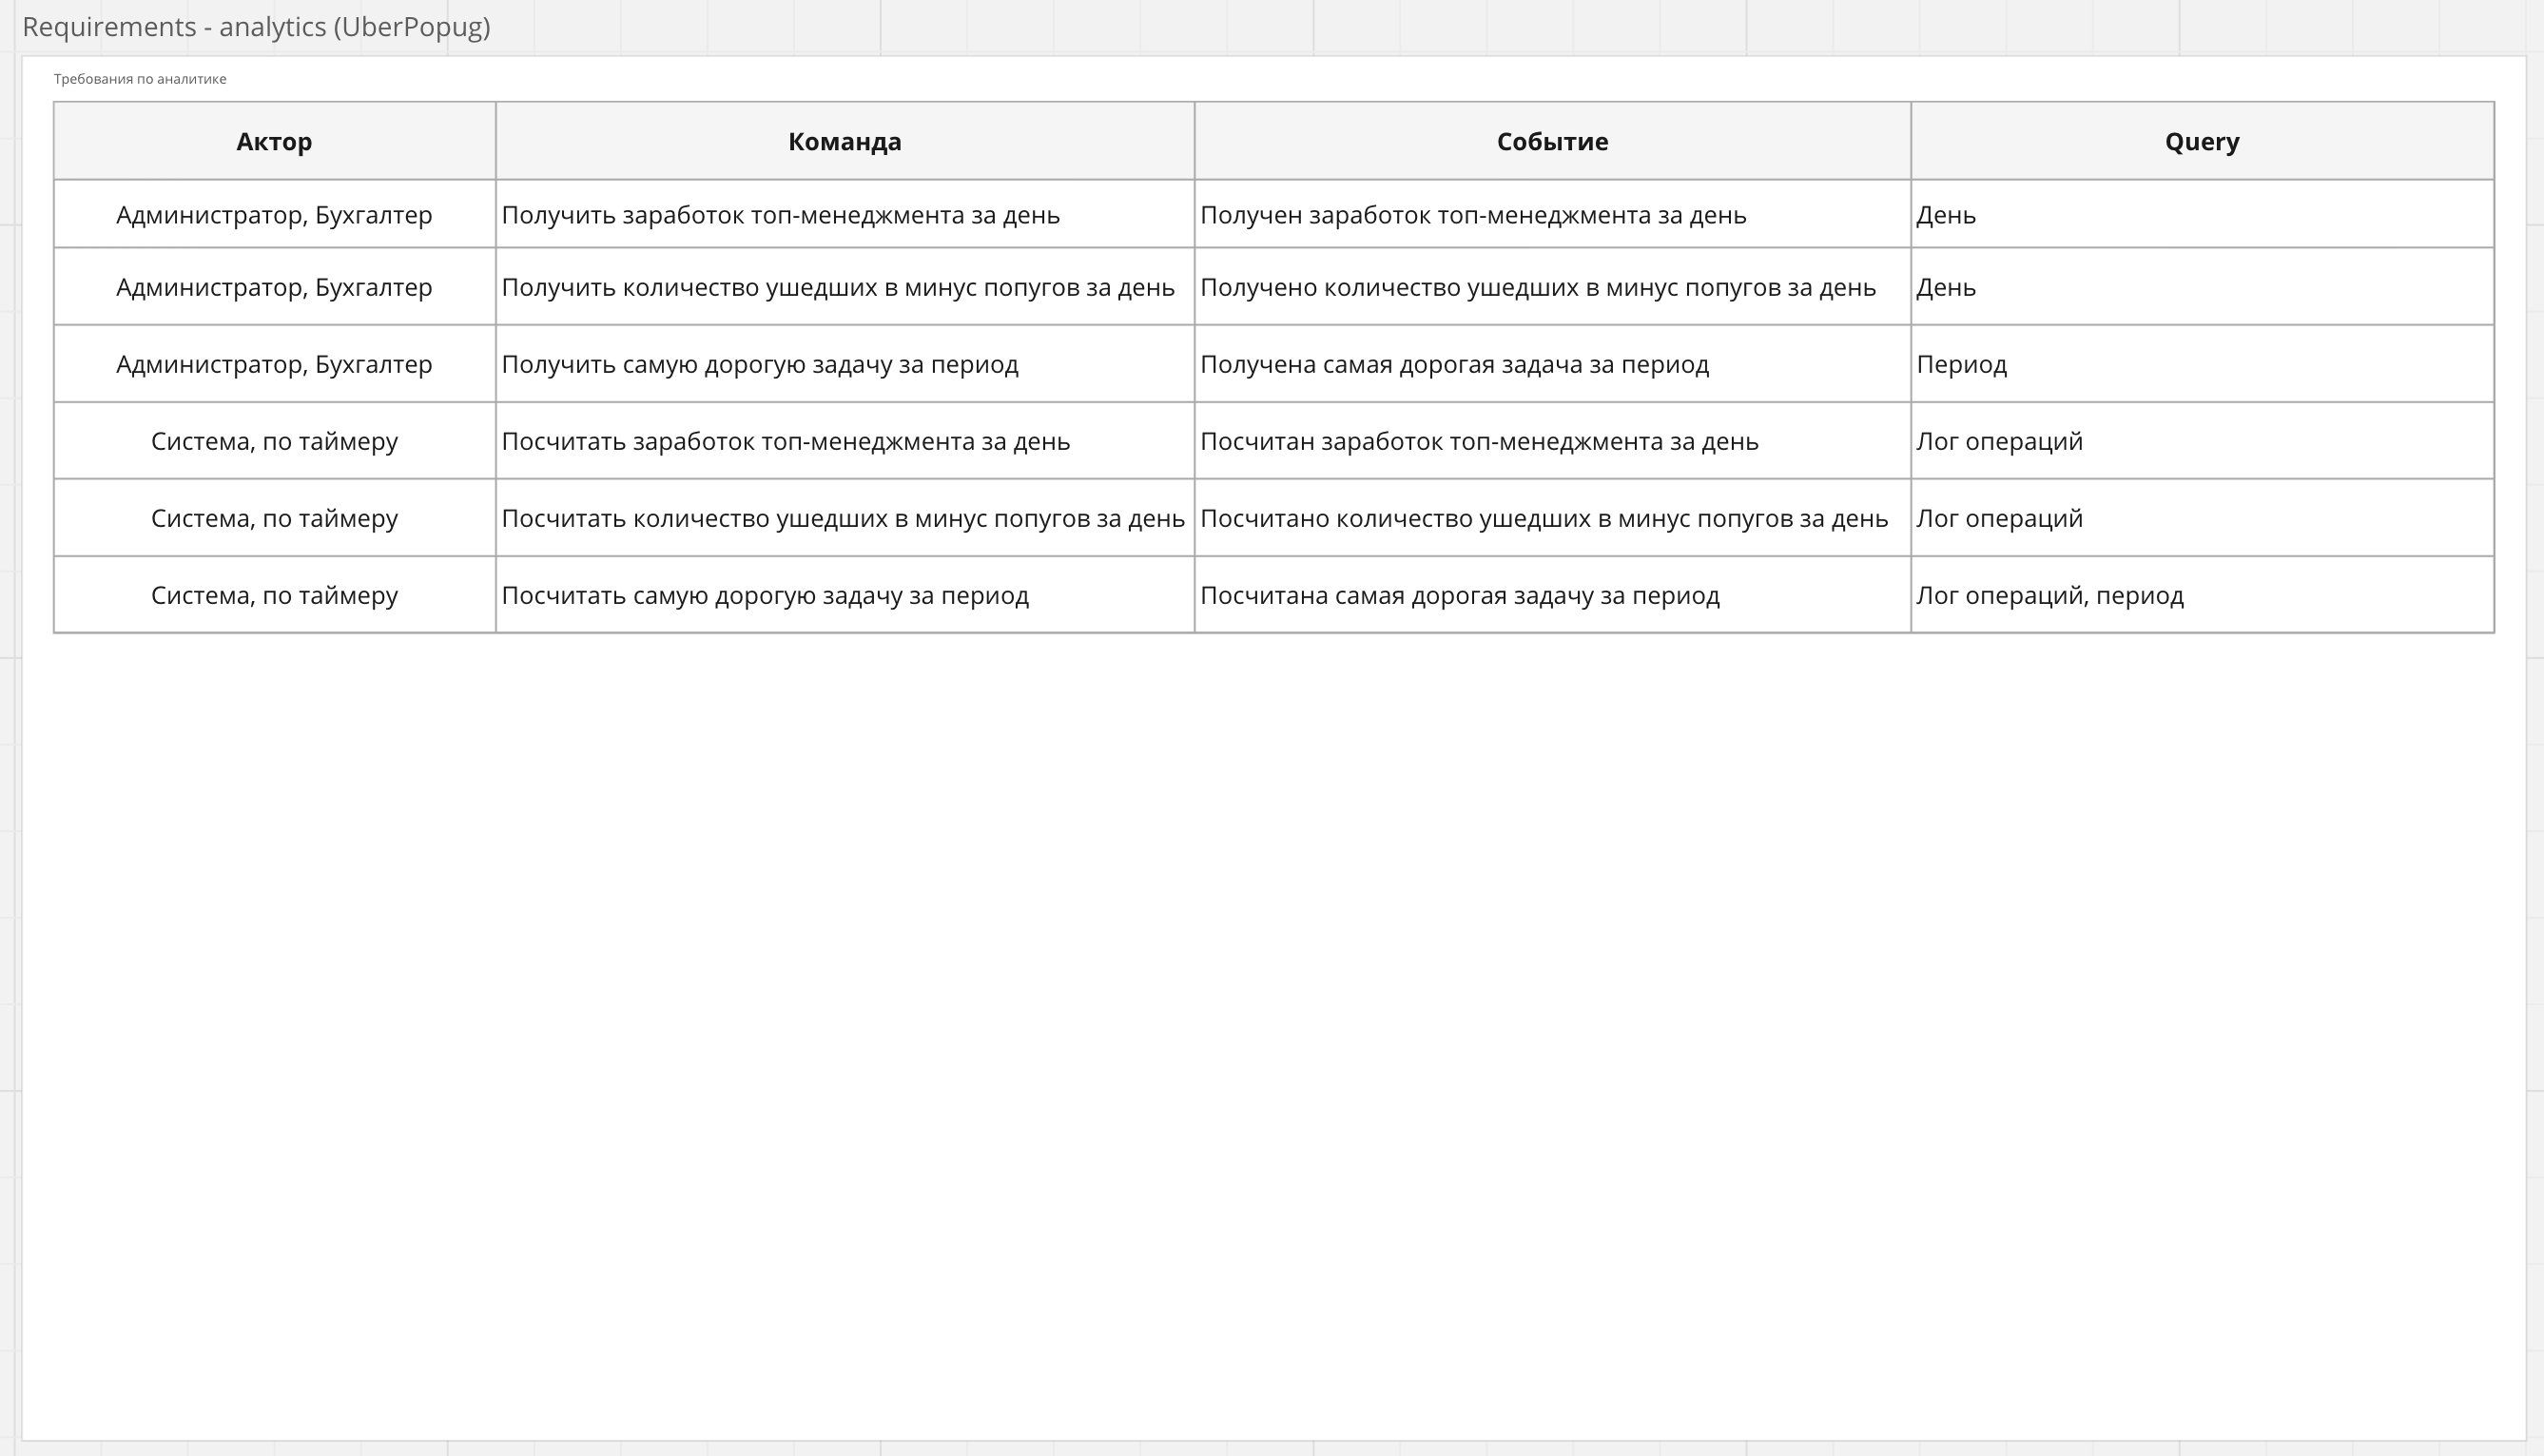 Requirements - analytics (UberPopug)
Требования по аналитике
Актор Команда Событие Query
Администратор, Бухгалтер Получить заработок топ-менеджмента за день Получен заработок топ-менеджмента за день День
Администратор, Бухгалтер Получить количество ушедших в минус попугов за день Получено количество ушедших в минус попугов за день День
Администратор, Бухгалтер Получить самую дорогую задачу за период Получена самая дорогая задача за период Период
Система, по таймеру Посчитать заработок топ-менеджмента за день Посчитан заработок топ-менеджмента за день Лог операций
Система, по таймеру Посчитать количество ушедших в минус попугов за день Посчитано количество ушедших в минус попугов за день Лог операций
Система, по таймеру Посчитать самую дорогую задачу за период Посчитана самая дорогая задачу за период Лог операций, период